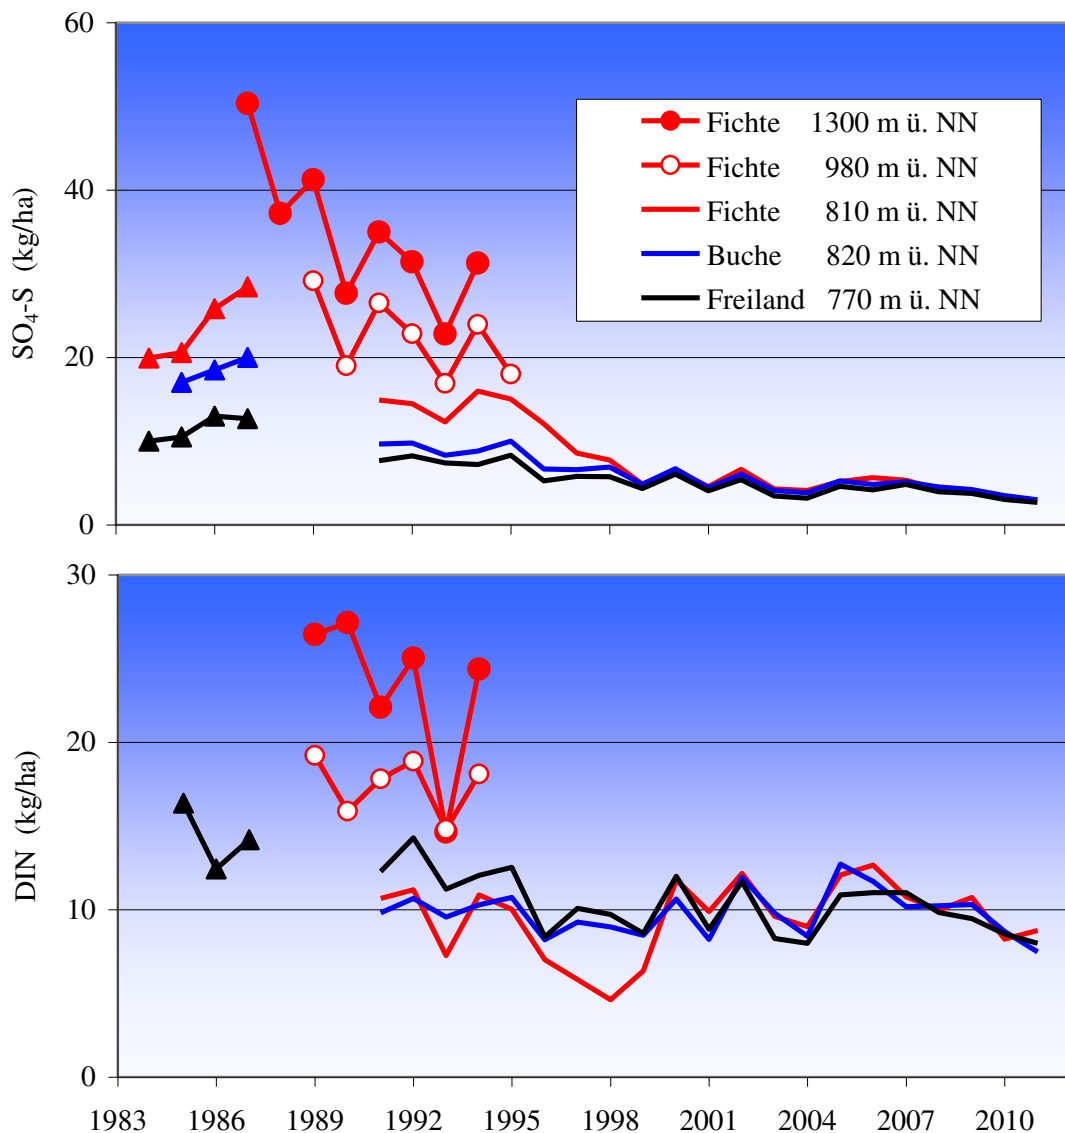 60
40
20
0
SO₄-S (kg/ha)
Fichte 1300 m ü. NN
Fichte 980 m ü. NN
Fichte 810 m ü. NN
Buche 820 m ü. NN
Freiland 770 m ü. NN
30
20
10
0
DIN (kg/ha)
1983 1986 1989 1992 1995 1998 2001 2004 2007 2010